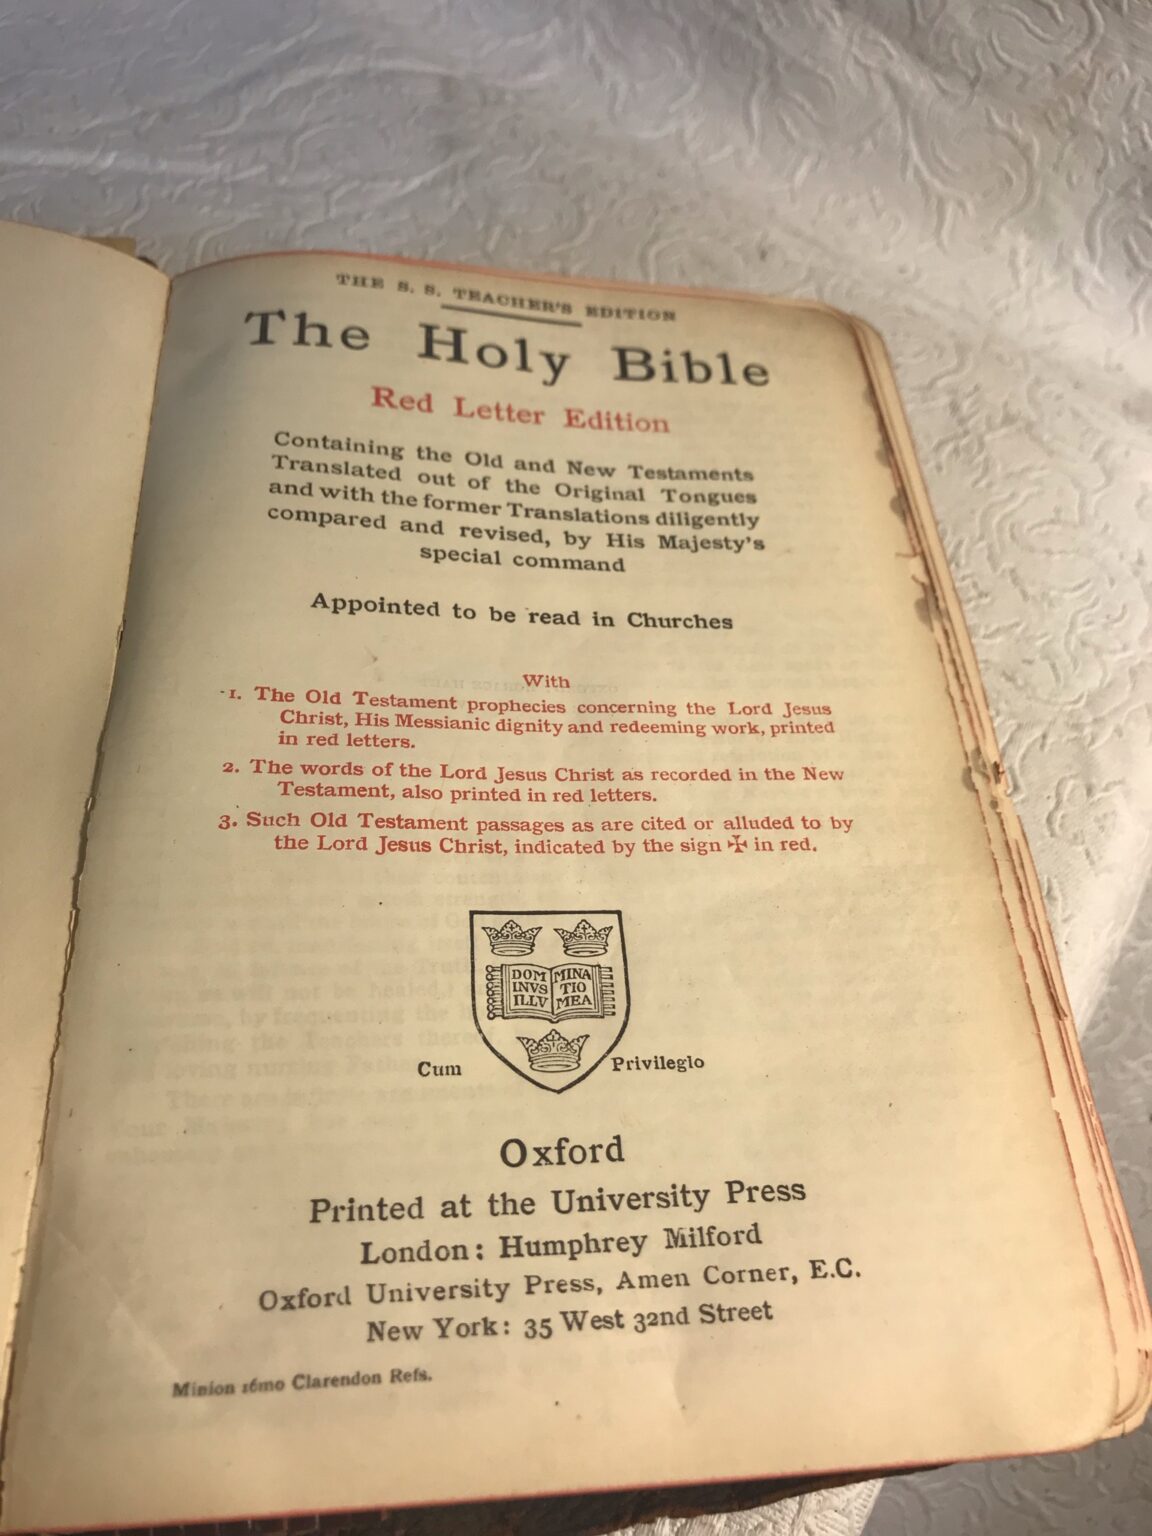 THE S. S. TEACHER'S EDITION
The Holy Bible
Red Letter Edition
Containing the Old and New Testaments
Translated out of the Original Tongues
and with the former Translations diligently
compared and revised, by His Majesty's
special command
Appointed to be read in Churches
With
1. The Old Testament prophecies concerning the Lord Jesus
Christ, His Messianic dignity and redeeming work, printed
in red letters.
2. The words of the Lord Jesus Christ as recorded in the New
Testament, also printed in red letters.
3. Such Old Testament passages as are cited or alluded to by
the Lord Jesus Christ, indicated by the sign ✠ in red.
DOM MINA
INVS TIO
ILLV MEA
Cum Privilegio
Oxford
Printed at the University Press
London: Humphrey Milford
Oxford University Press, Amen Corner, E.C.
New York: 35 West 32nd Street
Minion 16mo Clarendon Refs.